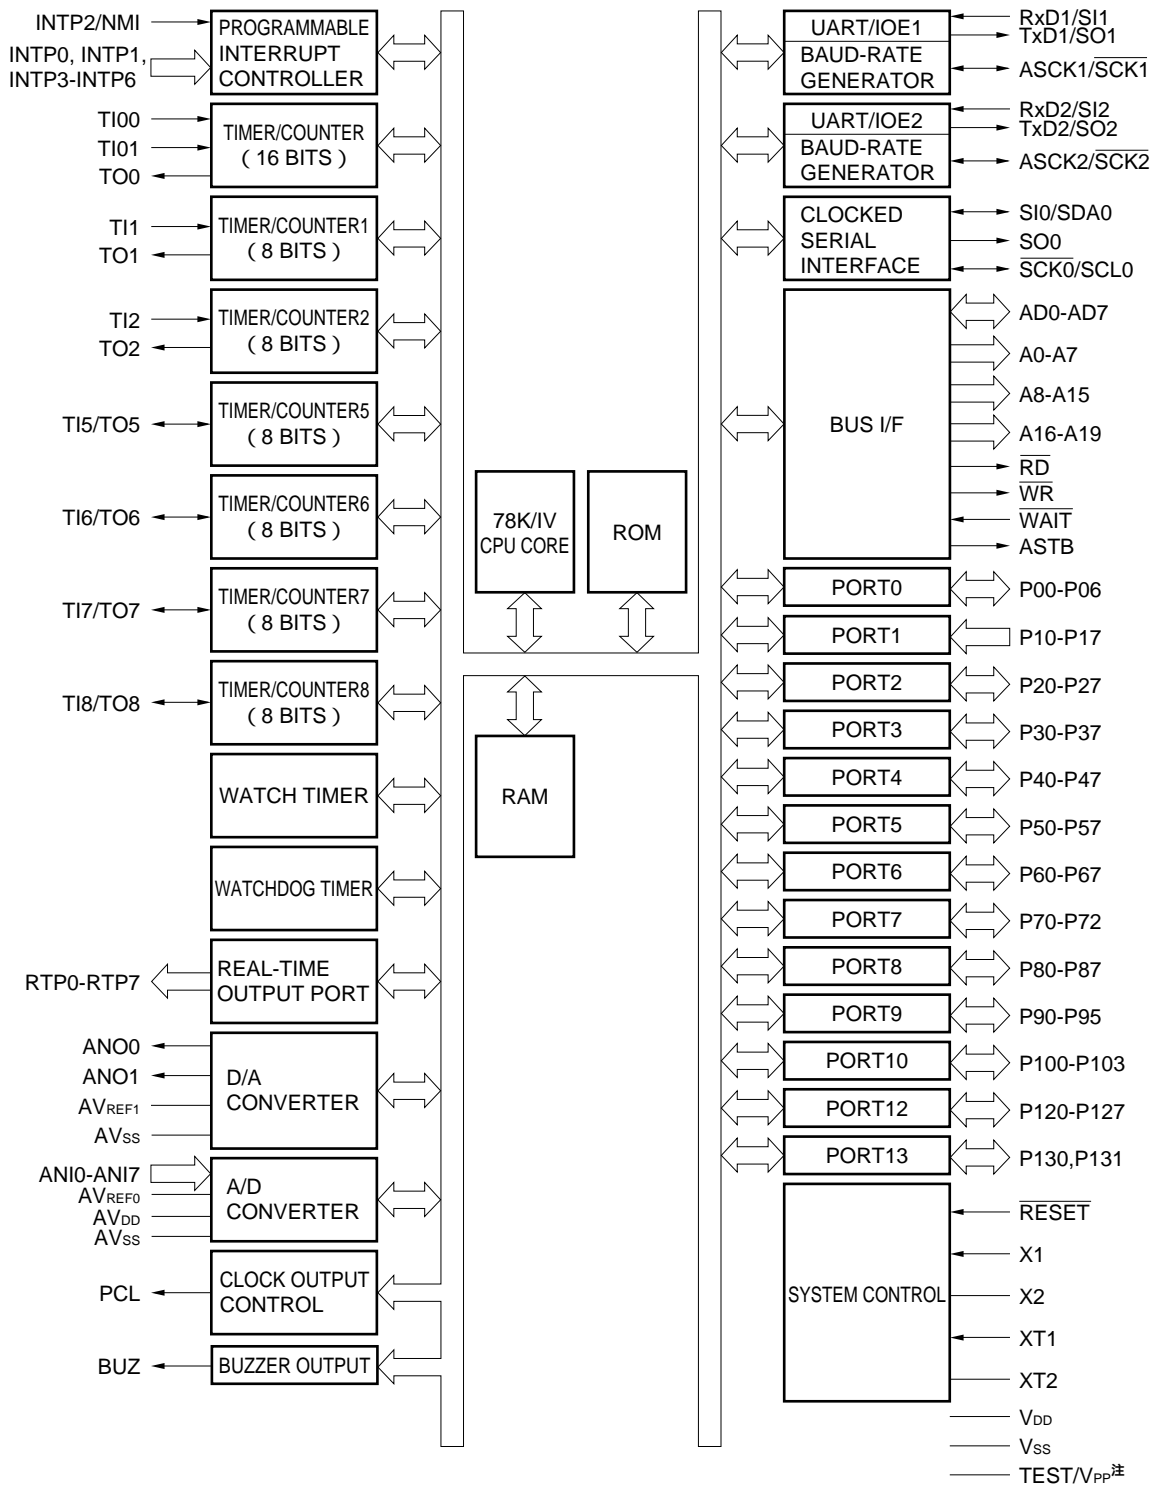 INTP2/NMI
INTP0, INTP1,
INTP3-INTP6
PROGRAMMABLE
INTERRUPT
CONTROLLER
TI00
TI01
TO0
TIMER/COUNTER
( 16 BITS )
TI1
TO1
TIMER/COUNTER1
( 8 BITS )
TI2
TO2
TIMER/COUNTER2
( 8 BITS )
TI5/TO5
TIMER/COUNTER5
( 8 BITS )
TI6/TO6
TIMER/COUNTER6
( 8 BITS )
TI7/TO7
TIMER/COUNTER7
( 8 BITS )
TI8/TO8
TIMER/COUNTER8
( 8 BITS )
WATCH TIMER
WATCHDOG TIMER
RTP0-RTP7
REAL-TIME
OUTPUT PORT
ANO0
ANO1
AVREF1
AVSS
D/A
CONVERTER
ANI0-ANI7
AVREF0
AVDD
AVSS
A/D
CONVERTER
PCL
CLOCK OUTPUT
CONTROL
BUZ
BUZZER OUTPUT
78K/IV
CPU CORE
ROM
RAM
UART/IOE1
BAUD-RATE
GENERATOR
RxD1/SI1
TxD1/SO1
ASCK1/S̅C̅K̅1̅
UART/IOE2
BAUD-RATE
GENERATOR
RxD2/SI2
TxD2/SO2
ASCK2/S̅C̅K̅2̅
CLOCKED
SERIAL
INTERFACE
SI0/SDA0
SO0
S̅C̅K̅0̅/SCL0
BUS I/F
AD0-AD7
A0-A7
A8-A15
A16-A19
R̅D̅
W̅R̅
W̅A̅I̅T̅
ASTB
PORT0
P00-P06
PORT1
P10-P17
PORT2
P20-P27
PORT3
P30-P37
PORT4
P40-P47
PORT5
P50-P57
PORT6
P60-P67
PORT7
P70-P72
PORT8
P80-P87
PORT9
P90-P95
PORT10
P100-P103
PORT12
P120-P127
PORT13
P130,P131
SYSTEM CONTROL
R̅E̅S̅E̅T̅
X1
X2
XT1
XT2
VDD
VSS
TEST/VPP注